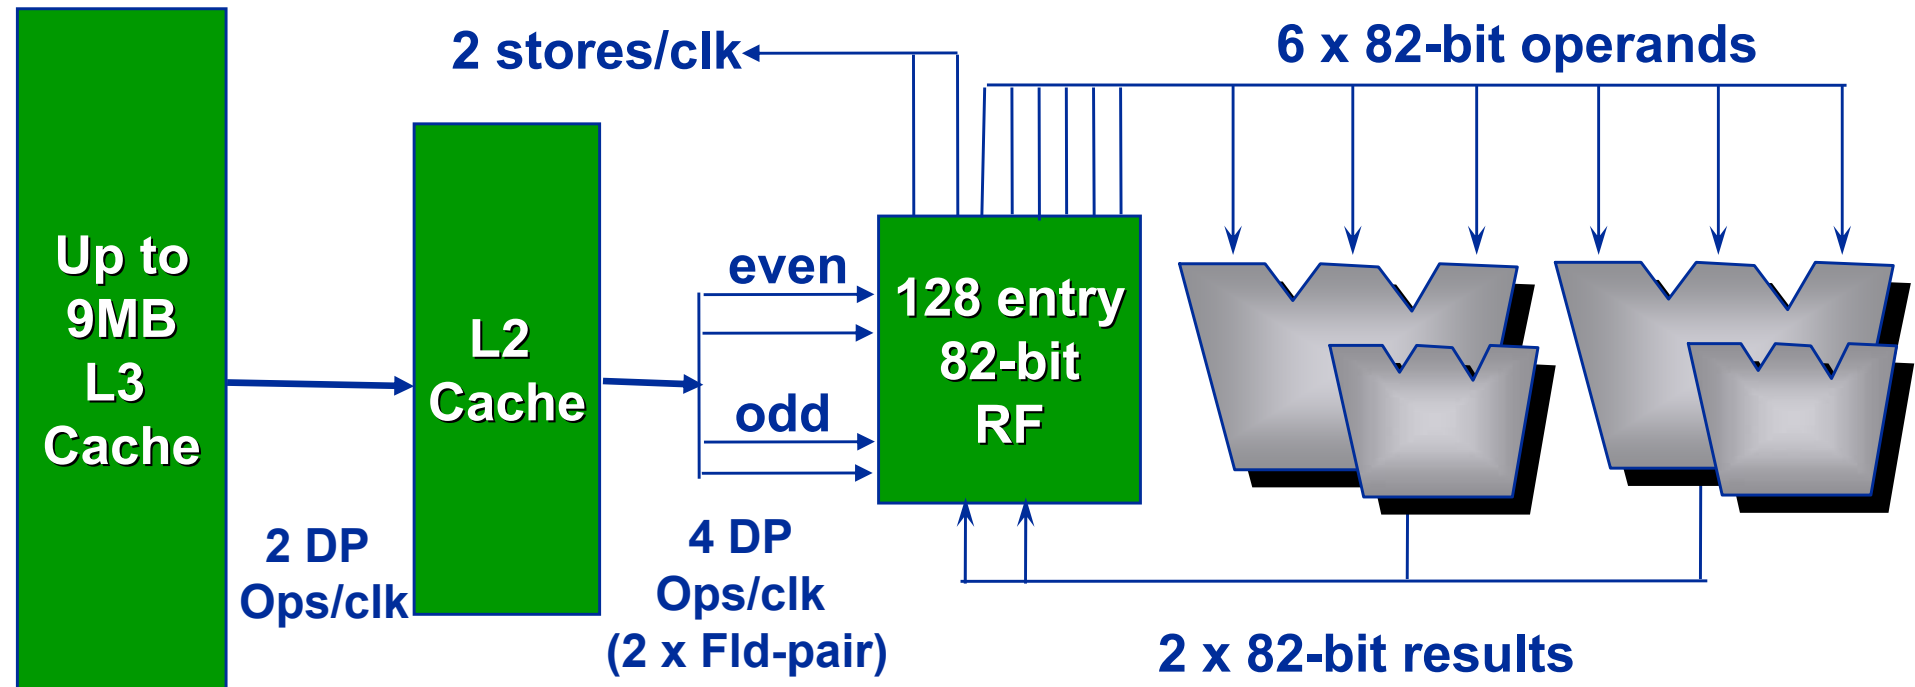 2 stores/clk
6 x 82-bit operands
Up to
9MB
L3
Cache
L2
Cache
even
odd
128 entry
82-bit
RF
2 DP
Ops/clk
4 DP
Ops/clk
(2 x Fld-pair)
2 x 82-bit results